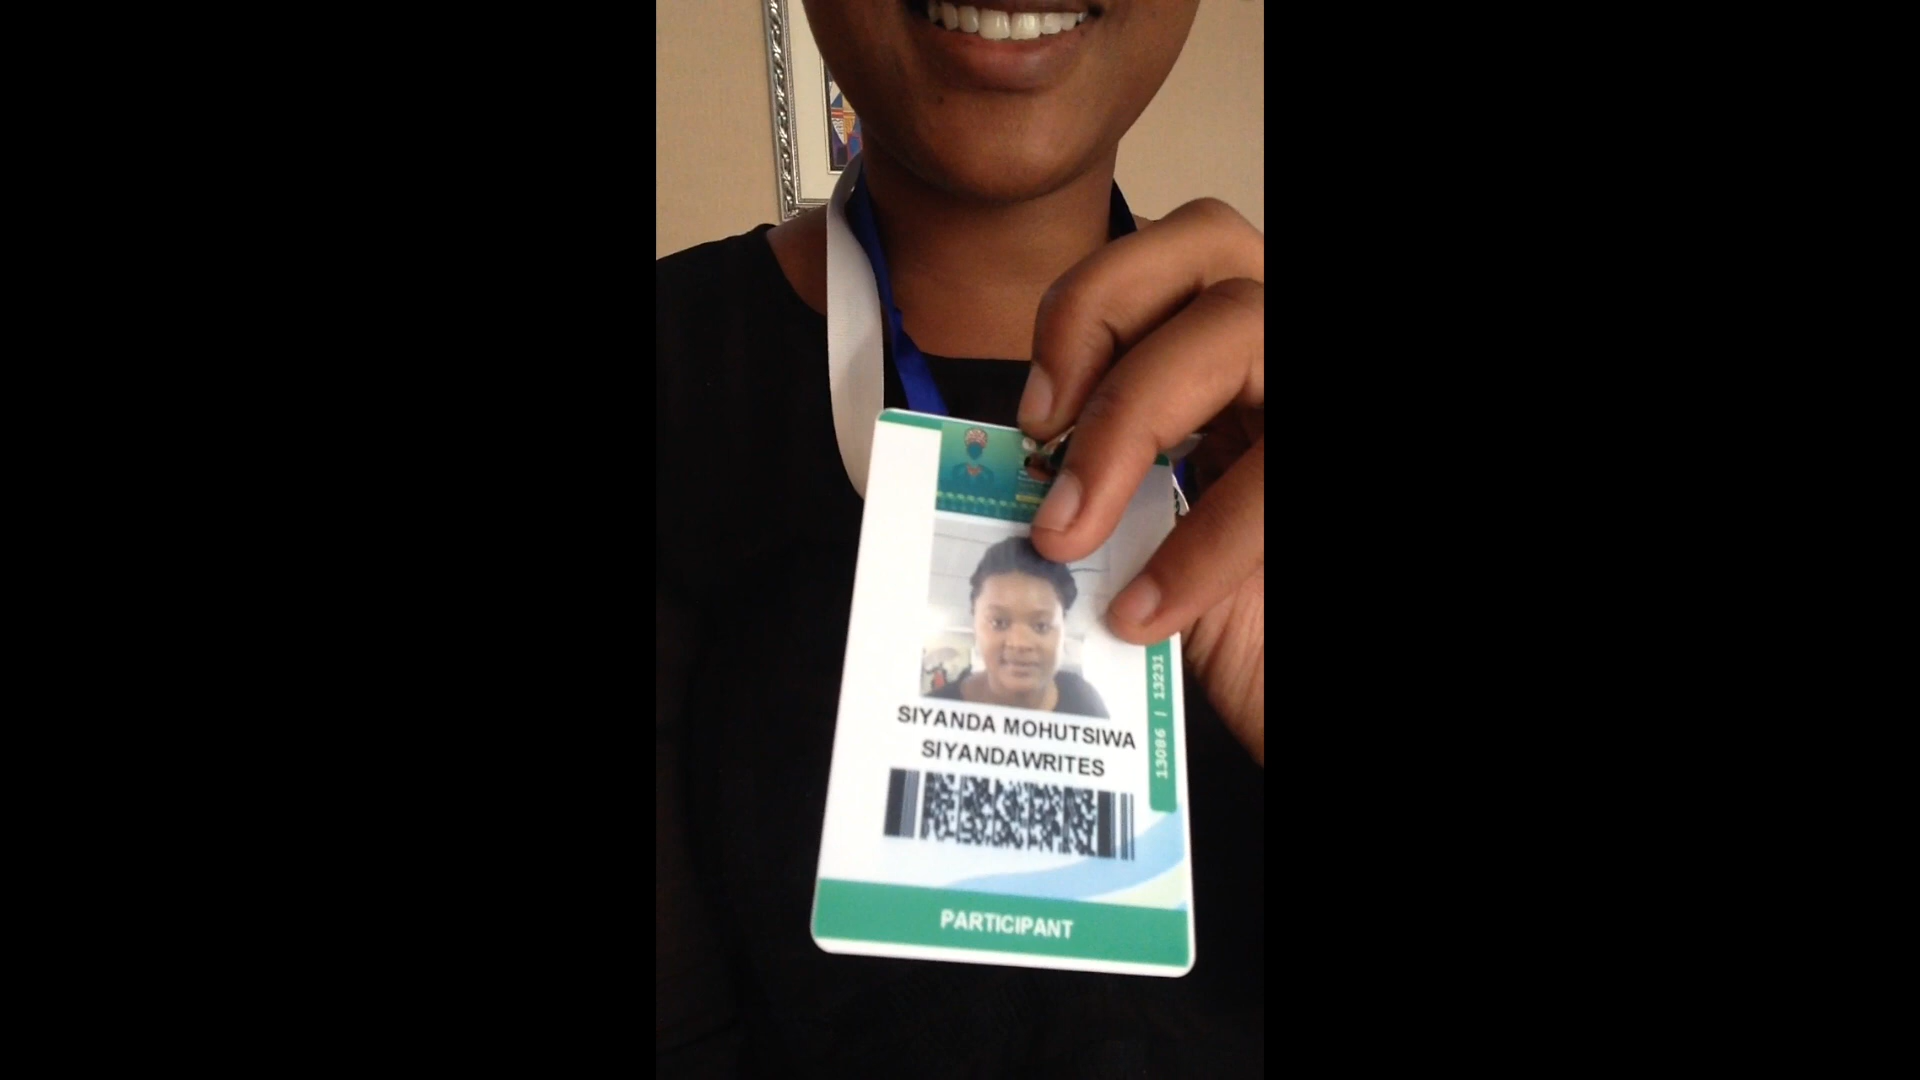 SIYANDA MOHUTSIWA
SIYANDAWRITES
PARTICIPANT
13086 | 13231